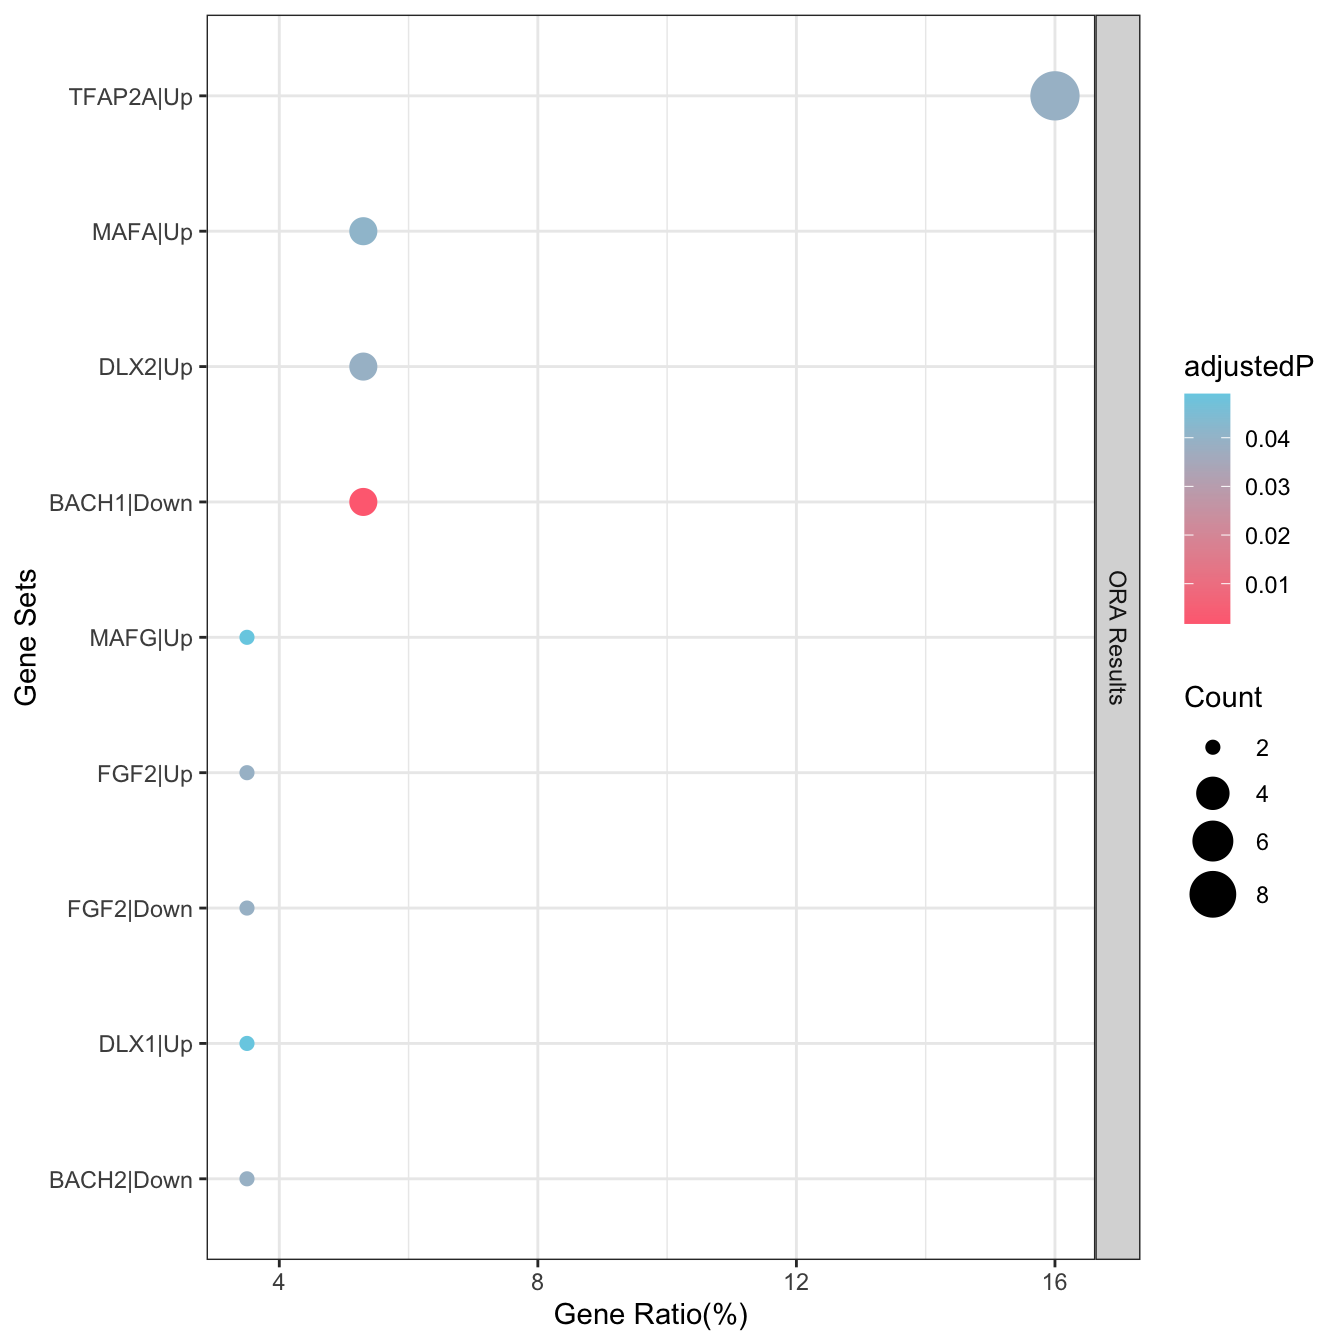 TFAP2A|Up
MAFA|Up
DLX2|Up
BACH1|Down
MAFG|Up
FGF2|Up
FGF2|Down
DLX1|Up
BACH2|Down
Gene Sets
4 8 12 16
Gene Ratio(%)
ORA Results
adjustedP
0.04
0.03
0.02
0.01
Count
2
4
6
8